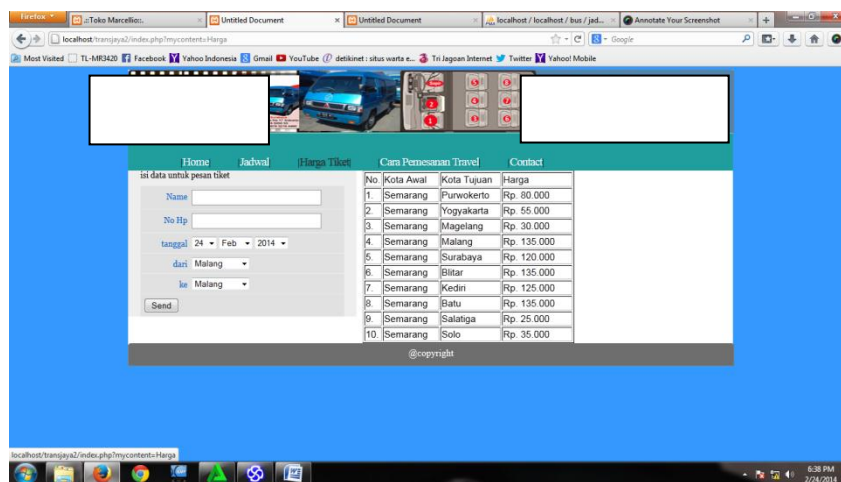 Firefox
.::Toko Marcellio::.
Untitled Document
Untitled Document
localhost / localhost / bus / jad...
Annotate Your Screenshot
localhost/transjaya2/index.php?mycontent=Harga
Google
Most Visited TL-MR3420 Facebook Yahoo Indonesia Gmail YouTube detikinet : situs warta e... Tri Jagoan Internet Twitter Yahoo! Mobile
Home Jadwal |Harga Tiket| Cara Pemesanan Travel |Contact|
isi data untuk pesan tiket
Name
No Hp
tanggal 24 Feb 2014
dari Malang
ke Malang
Send
No. Kota Awal Kota Tujuan Harga
1. Semarang Purwokerto Rp. 80.000
2. Semarang Yogyakarta Rp. 55.000
3. Semarang Magelang Rp. 30.000
4. Semarang Malang Rp. 135.000
5. Semarang Surabaya Rp. 120.000
6. Semarang Blitar Rp. 135.000
7. Semarang Kediri Rp. 125.000
8. Semarang Batu Rp. 135.000
9. Semarang Salatiga Rp. 25.000
10. Semarang Solo Rp. 35.000
@copyright
localhost/transjaya2/index.php?mycontent=Harga
6:38 PM
2/24/2014